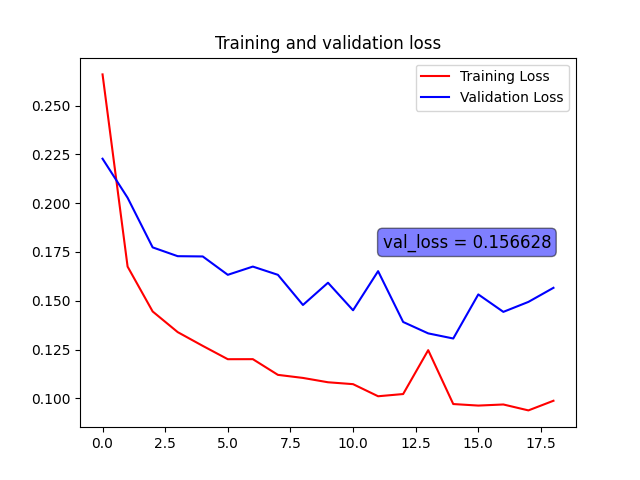 Training and validation loss
Training Loss
Validation Loss
val_loss = 0.156628
0.250
0.225
0.200
0.175
0.150
0.125
0.100
0.0 2.5 5.0 7.5 10.0 12.5 15.0 17.5